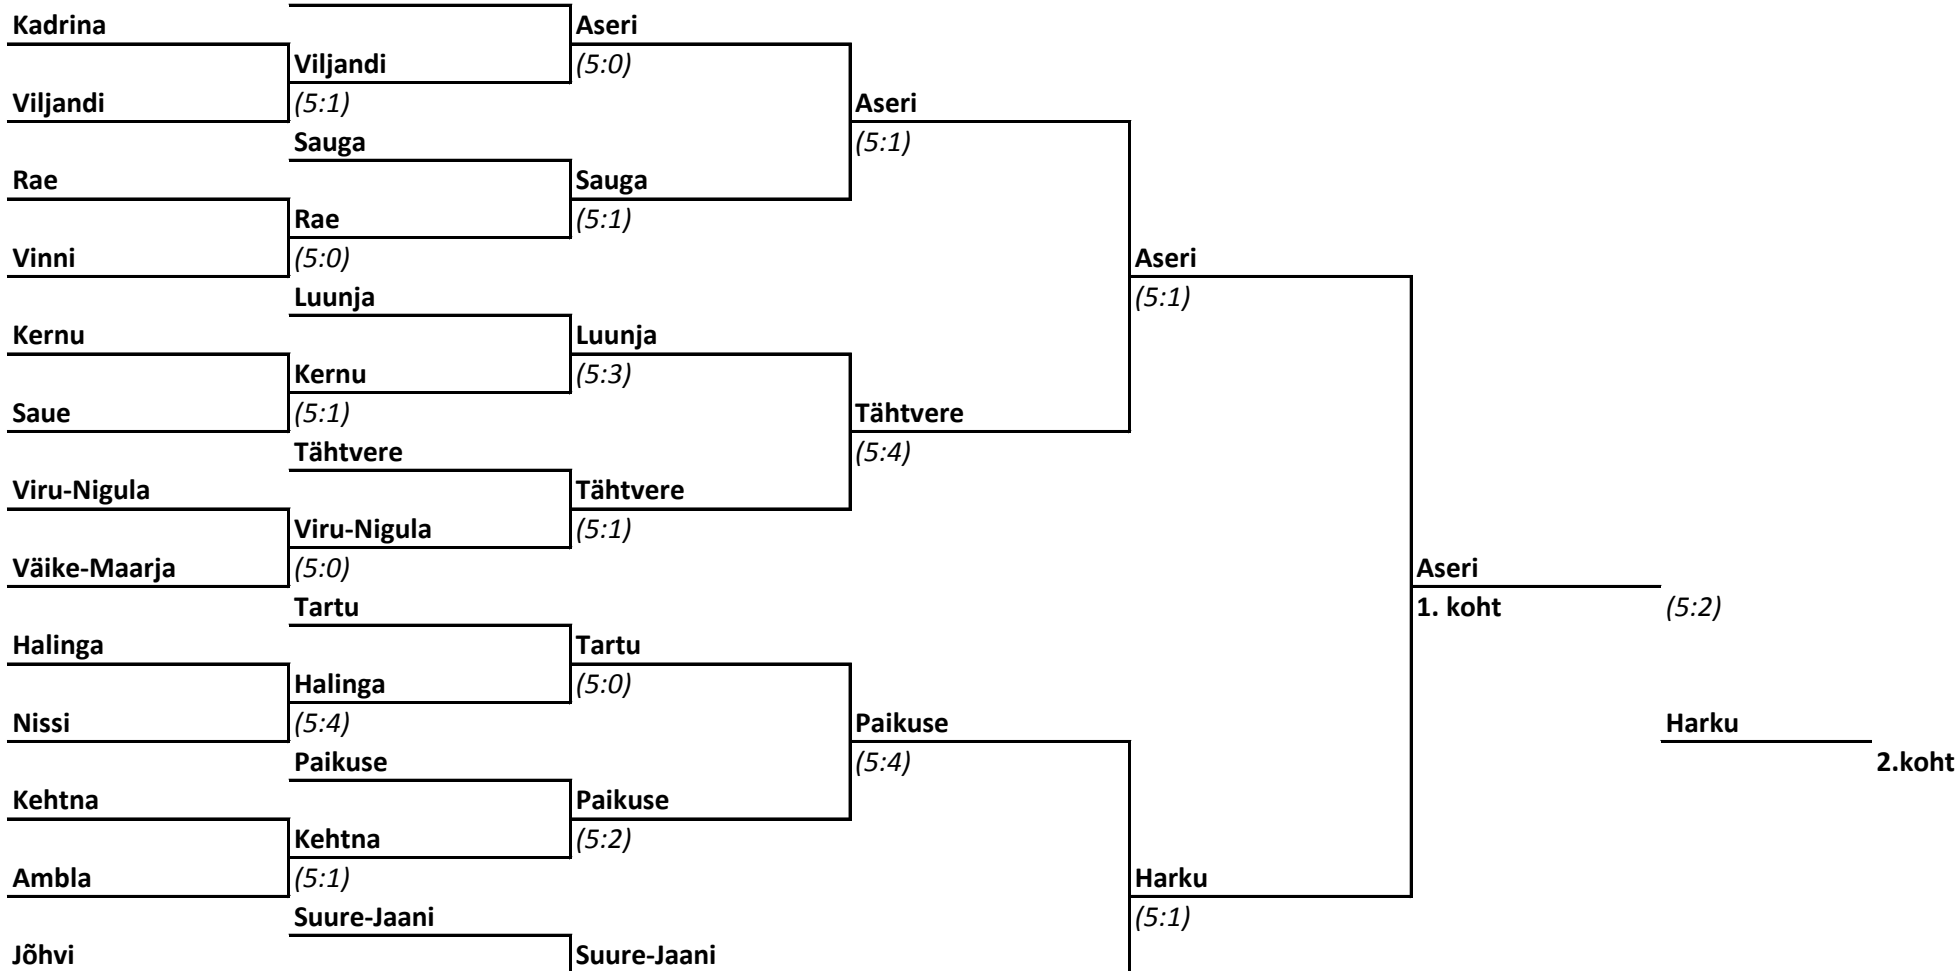 Kadrina Aseri
Viljandi (5:0)
Viljandi (5:1) Aseri
Sauga (5:1)
Rae Sauga
Rae (5:1)
Vinni (5:0) Aseri
Luunja (5:1)
Kernu Luunja
Kernu (5:3)
Saue (5:1) Tähtvere
Tähtvere (5:4)
Viru-Nigula Tähtvere
Viru-Nigula (5:1)
Väike-Maarja (5:0) Aseri
Tartu 1. koht (5:2)
Halinga Tartu
Halinga (5:0)
Nissi (5:4) Paikuse Harku
Paikuse (5:4) 2.koht
Kehtna Paikuse
Kehtna (5:2)
Ambla (5:1) Harku
Suure-Jaani (5:1)
Jõhvi Suure-Jaani